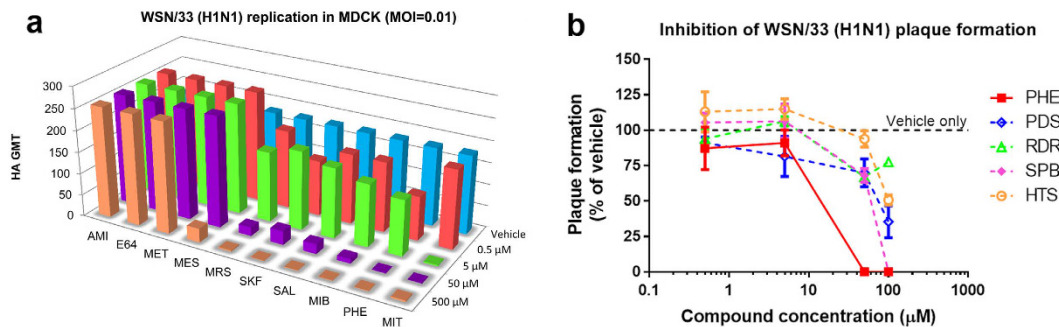 a
WSN/33 (H1N1) replication in MDCK (MOI=0.01)
HA GMT
300
250
200
150
100
50
0
AMI
E64
MET
MES
MRS
SKF
SAL
MIB
PHE
MIT
Vehicle
0.5 µM
5 µM
50 µM
500 µM
b
Inhibition of WSN/33 (H1N1) plaque formation
Plaque formation
(% of vehicle)
150
125
100
75
50
25
0
Vehicle only
0.1
1
10
100
1000
Compound concentration (µM)
PHE
PDS
RDR
SPB
HTS